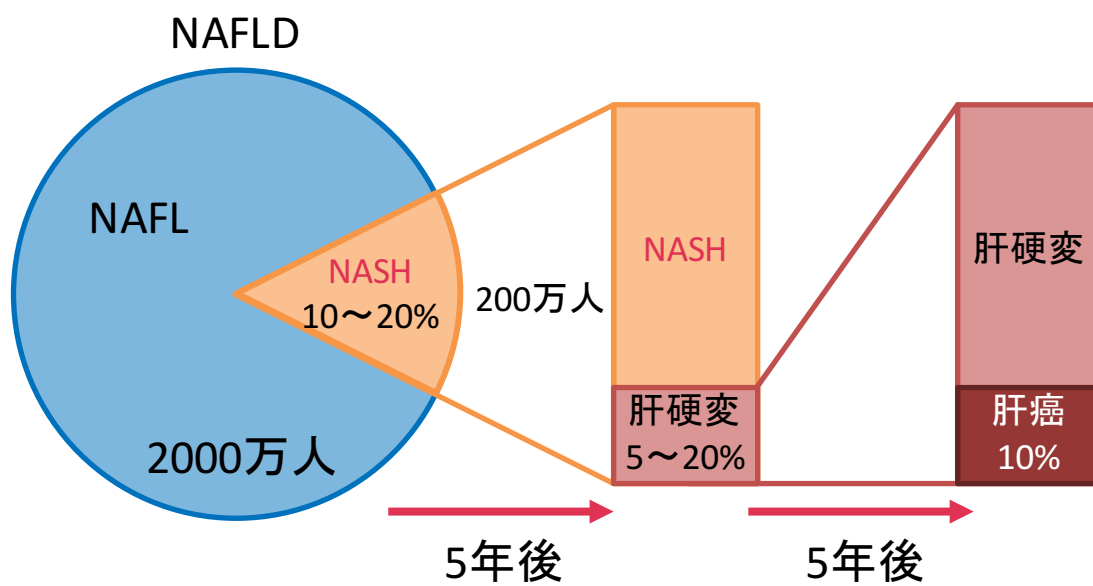 NAFLD
NAFL
NASH
10〜20%
2000万人
200万人
NASH
肝硬変
5〜20%
肝硬変
肝癌
10%
5年後
5年後